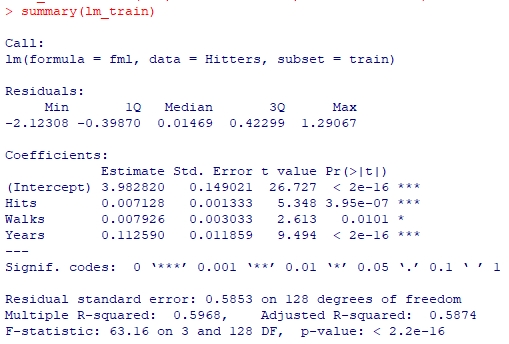 > summary(lm_train)
Call:
lm(formula = fml, data = Hitters, subset = train)
Residuals:
     Min       1Q   Median       3Q      Max
-2.12308 -0.39870  0.01469  0.42299  1.29067
Coefficients:
            Estimate Std. Error t value Pr(>|t|)
(Intercept) 3.982820   0.149021  26.727  < 2e-16 ***
Hits        0.007128   0.001333   5.348 3.95e-07 ***
Walks       0.007926   0.003033   2.613   0.0101 *
Years       0.112590   0.011859   9.494  < 2e-16 ***
---
Signif. codes:  0 ‘***’ 0.001 ‘**’ 0.01 ‘*’ 0.05 ‘.’ 0.1 ‘ ’ 1
Residual standard error: 0.5853 on 128 degrees of freedom
Multiple R-squared:  0.5968,    Adjusted R-squared:  0.5874
F-statistic: 63.16 on 3 and 128 DF,  p-value: < 2.2e-16